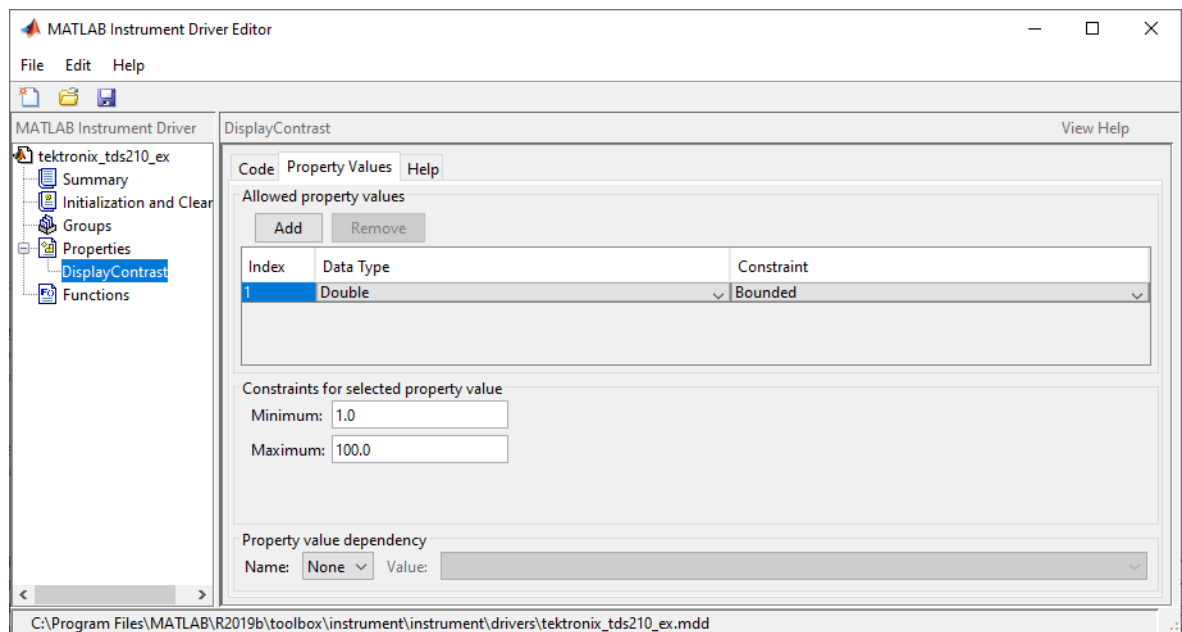 MATLAB Instrument Driver Editor
File Edit Help
MATLAB Instrument Driver
DisplayContrast View Help
tektronix_tds210_ex
Summary
Initialization and Clear
Groups
Properties
DisplayContrast
Functions
Code Property Values Help
Allowed property values
Add Remove
Index Data Type Constraint
1 Double Bounded
Constraints for selected property value
Minimum: 1.0
Maximum: 100.0
Property value dependency
Name: None Value:
C:\Program Files\MATLAB\R2019b\toolbox\instrument\instrument\drivers\tektronix_tds210_ex.mdd